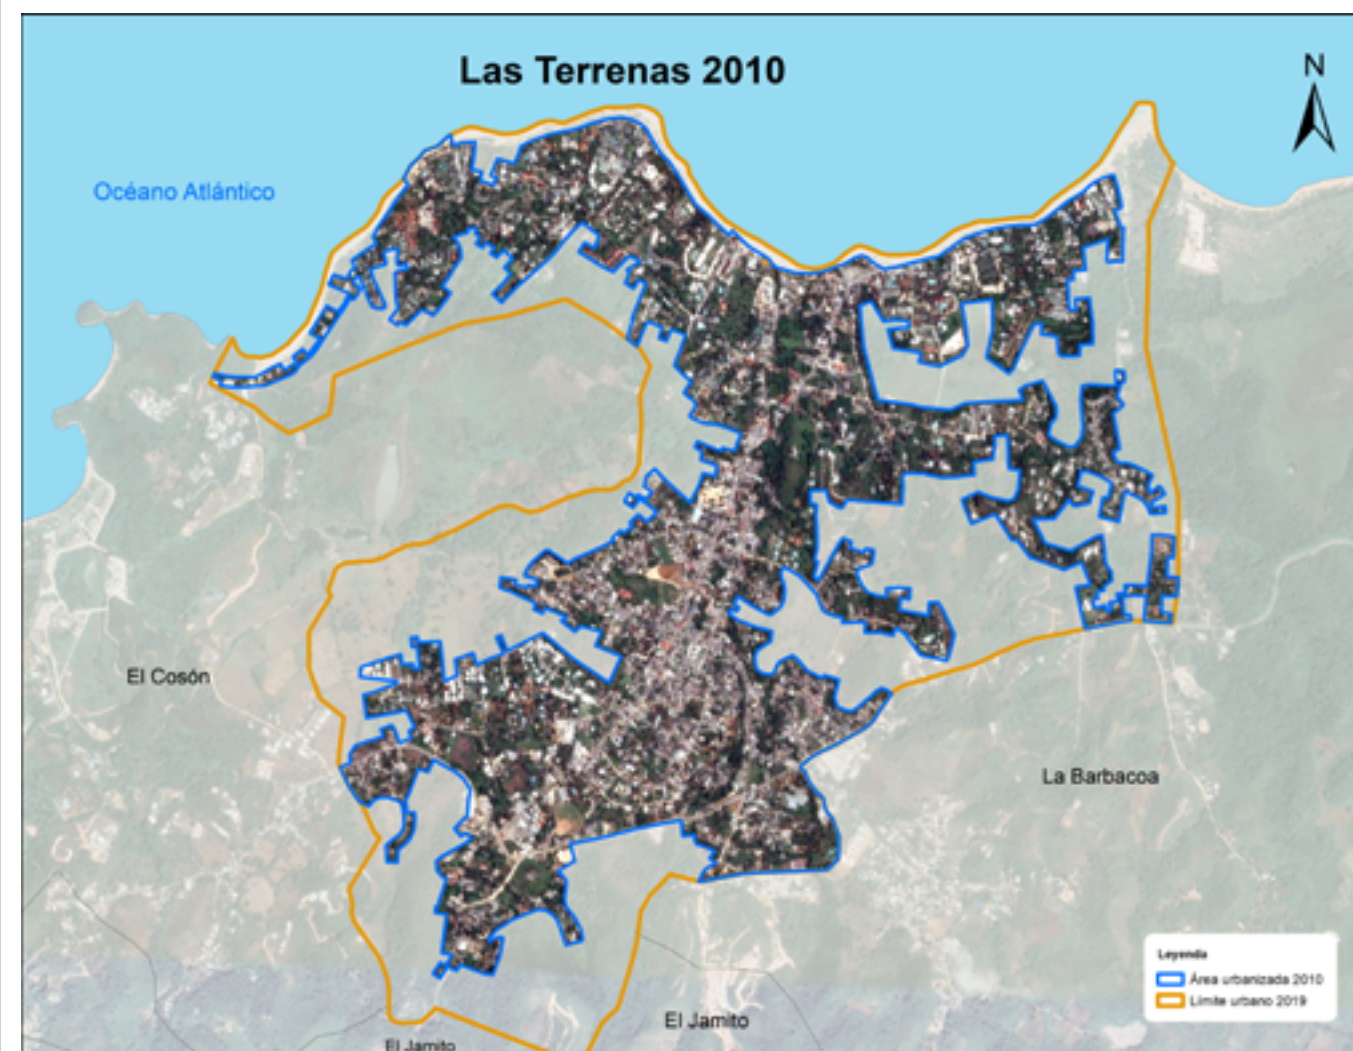 Las Terrenas 2010
N
Océano Atlántico
El Cosón
La Barbacoa
Leyenda
Área urbanizada 2010
Límite urbano 2019
El Jamito
El Jamito